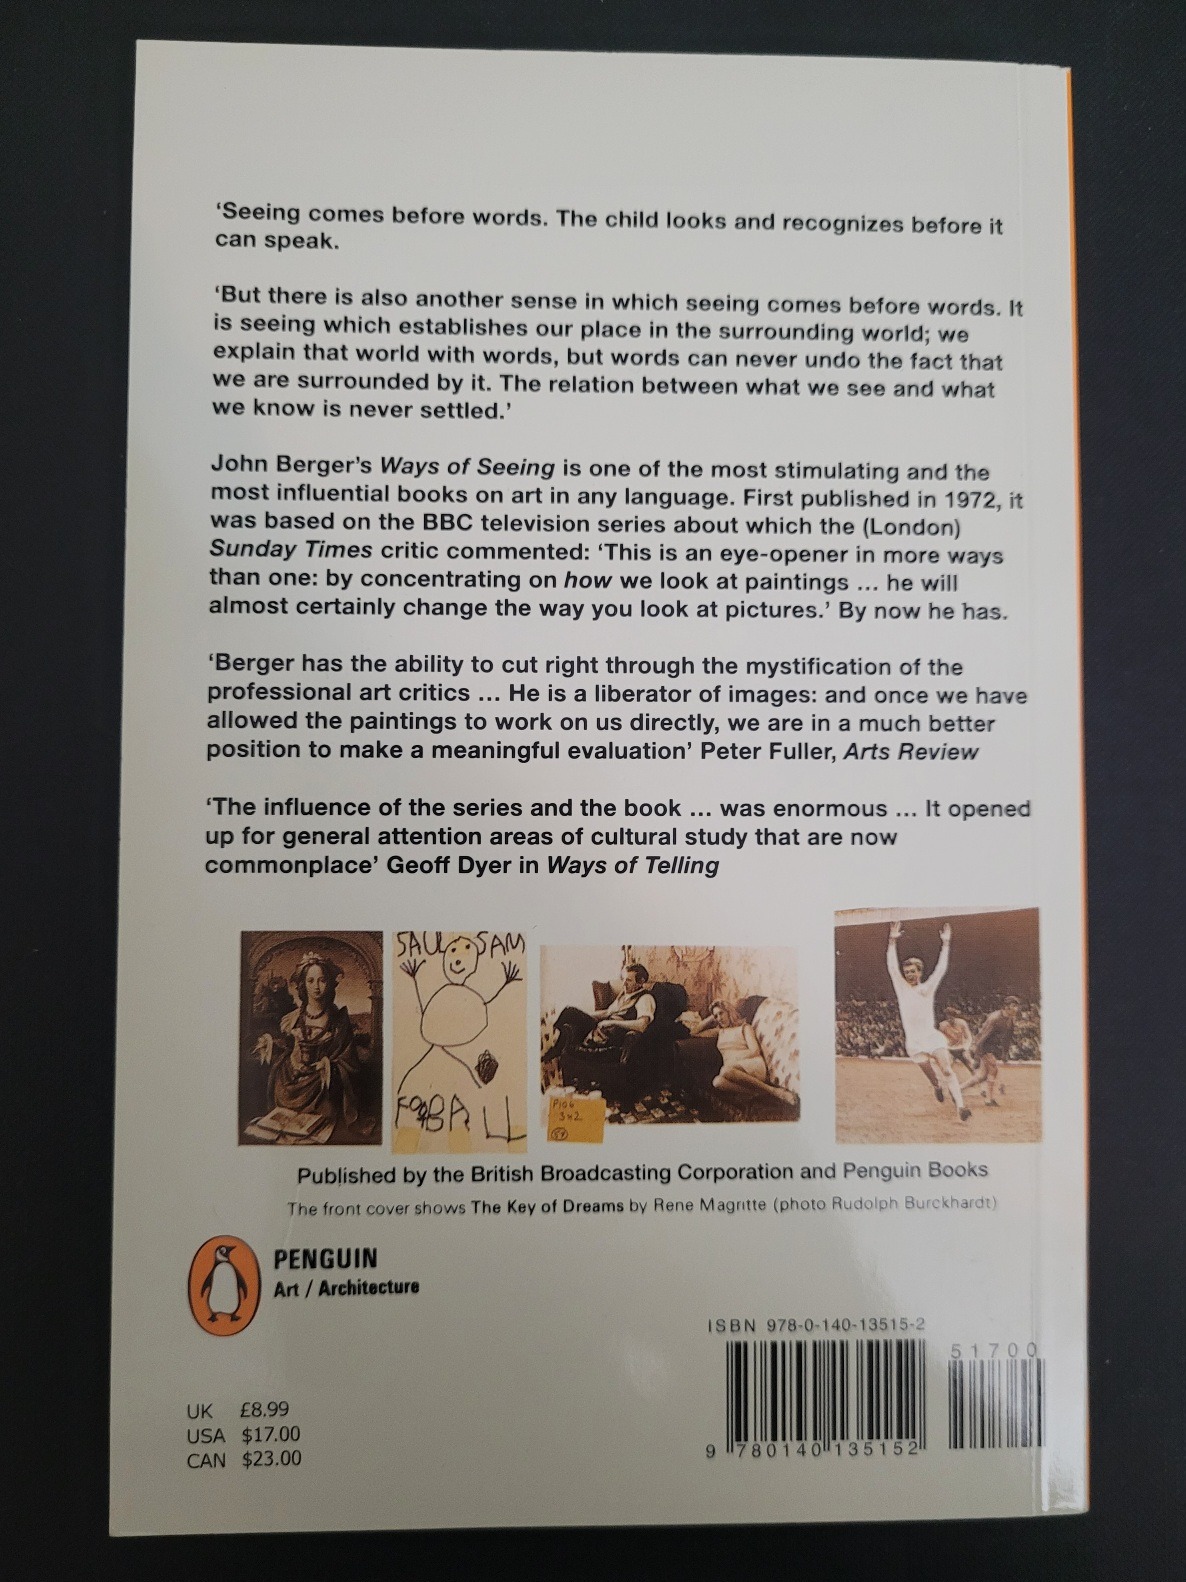 ‘Seeing comes before words. The child looks and recognizes before it
can speak.
‘But there is also another sense in which seeing comes before words. It
is seeing which establishes our place in the surrounding world; we
explain that world with words, but words can never undo the fact that
we are surrounded by it. The relation between what we see and what
we know is never settled.’
John Berger’s Ways of Seeing is one of the most stimulating and the
most influential books on art in any language. First published in 1972, it
was based on the BBC television series about which the (London)
Sunday Times critic commented: ‘This is an eye-opener in more ways
than one: by concentrating on how we look at paintings ... he will
almost certainly change the way you look at pictures.’ By now he has.
‘Berger has the ability to cut right through the mystification of the
professional art critics ... He is a liberator of images: and once we have
allowed the paintings to work on us directly, we are in a much better
position to make a meaningful evaluation’ Peter Fuller, Arts Review
‘The influence of the series and the book ... was enormous ... It opened
up for general attention areas of cultural study that are now
commonplace’ Geoff Dyer in Ways of Telling
SAUL SAM
Published by the British Broadcasting Corporation and Penguin Books
The front cover shows The Key of Dreams by Rene Magritte (photo Rudolph Burckhardt)
PENGUIN
Art / Architecture
ISBN 978-0-140-13515-2
51700
9 780140 135152
UK £8.99
USA $17.00
CAN $23.00